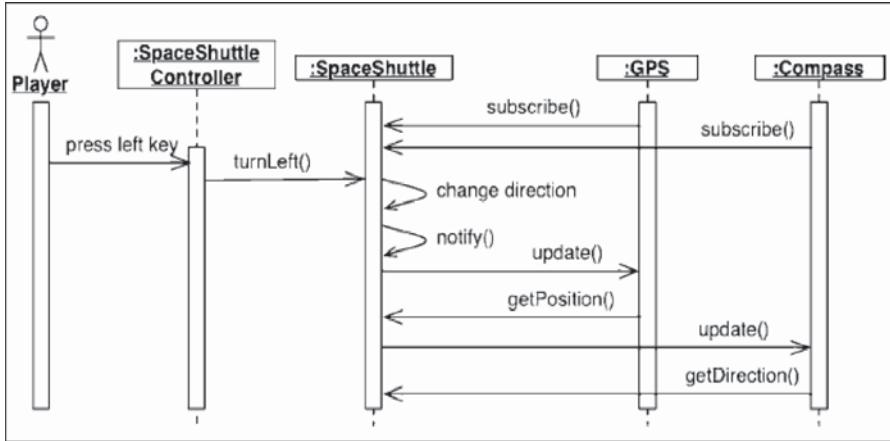 Player
:SpaceShuttle
Controller
:SpaceShuttle
:GPS
:Compass
subscribe()
subscribe()
press left key
turnLeft()
change direction
notify()
update()
getPosition()
update()
getDirection()